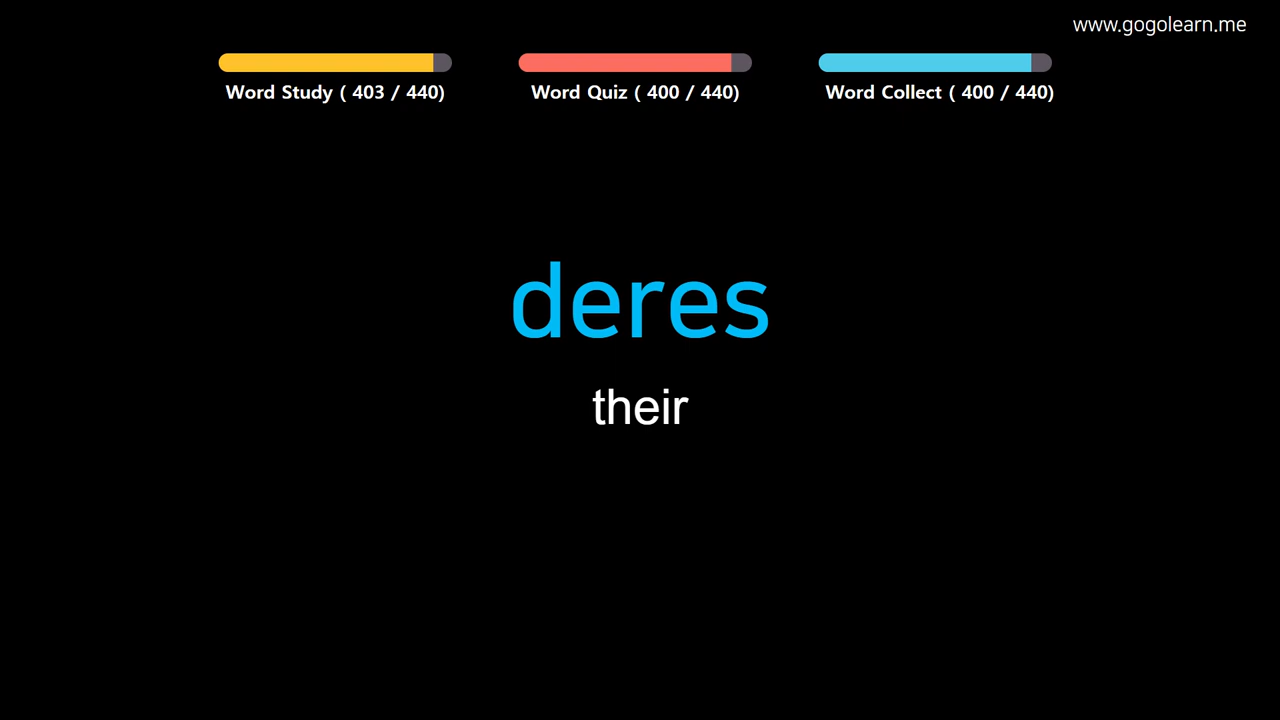 www.gogolearn.me
Word Study ( 403 / 440)
Word Quiz ( 400 / 440)
Word Collect ( 400 / 440)
deres
their